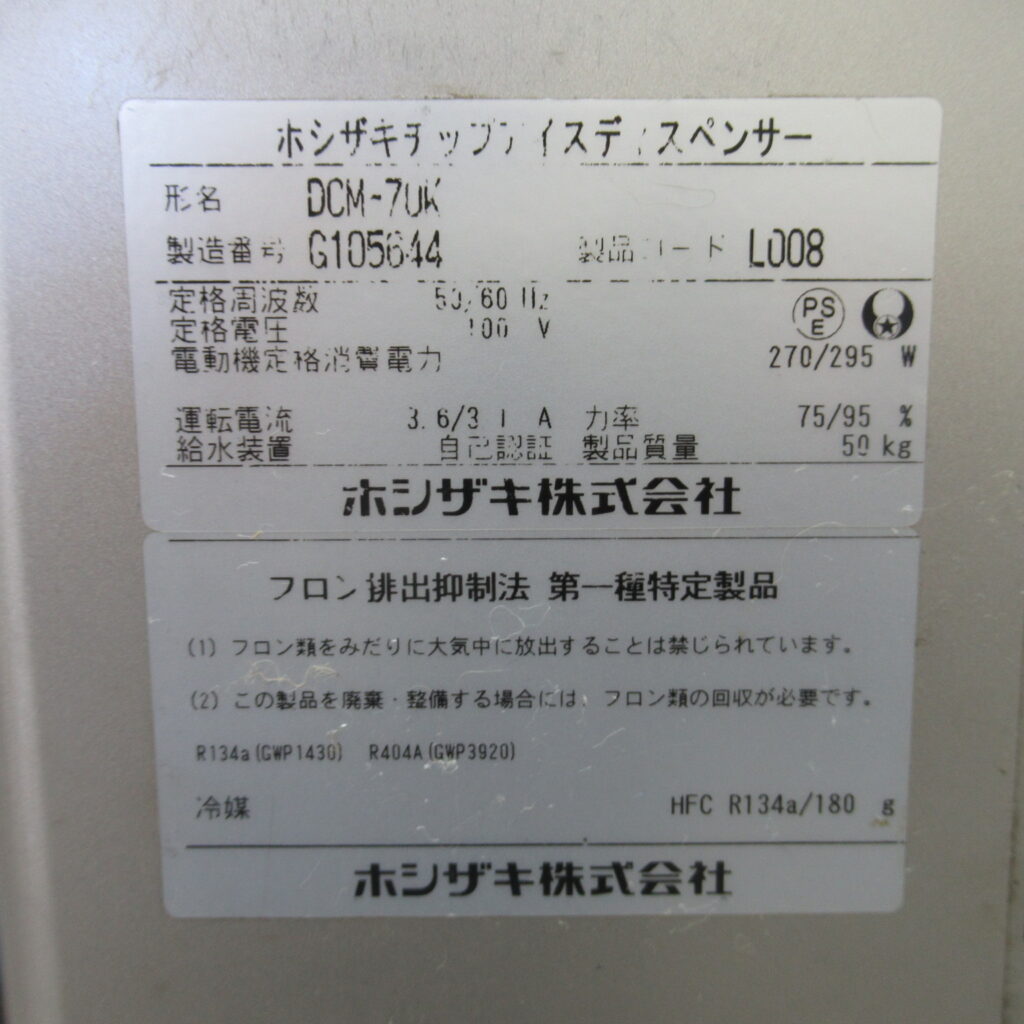 ホシザキチップアイスディスペンサー
形名 DCM-70K
製造番号 G105644 製品コード L008
定格周波数 50/60 Hz
PS E
定格電圧 100 V
電動機定格消費電力 270/295 W
運転電流 3.6/3.1 A 力率 75/95 %
給水装置 自己認証 製品質量 50 kg
ホシザキ株式会社
フロン排出抑制法 第一種特定製品
(1) フロン類をみだりに大気中に放出することは禁じられています。
(2) この製品を廃棄・整備する場合には、フロン類の回収が必要です。
R134a(GWP1430) R404A(GWP3920)
冷媒 HFC R134a/180 g
ホシザキ株式会社